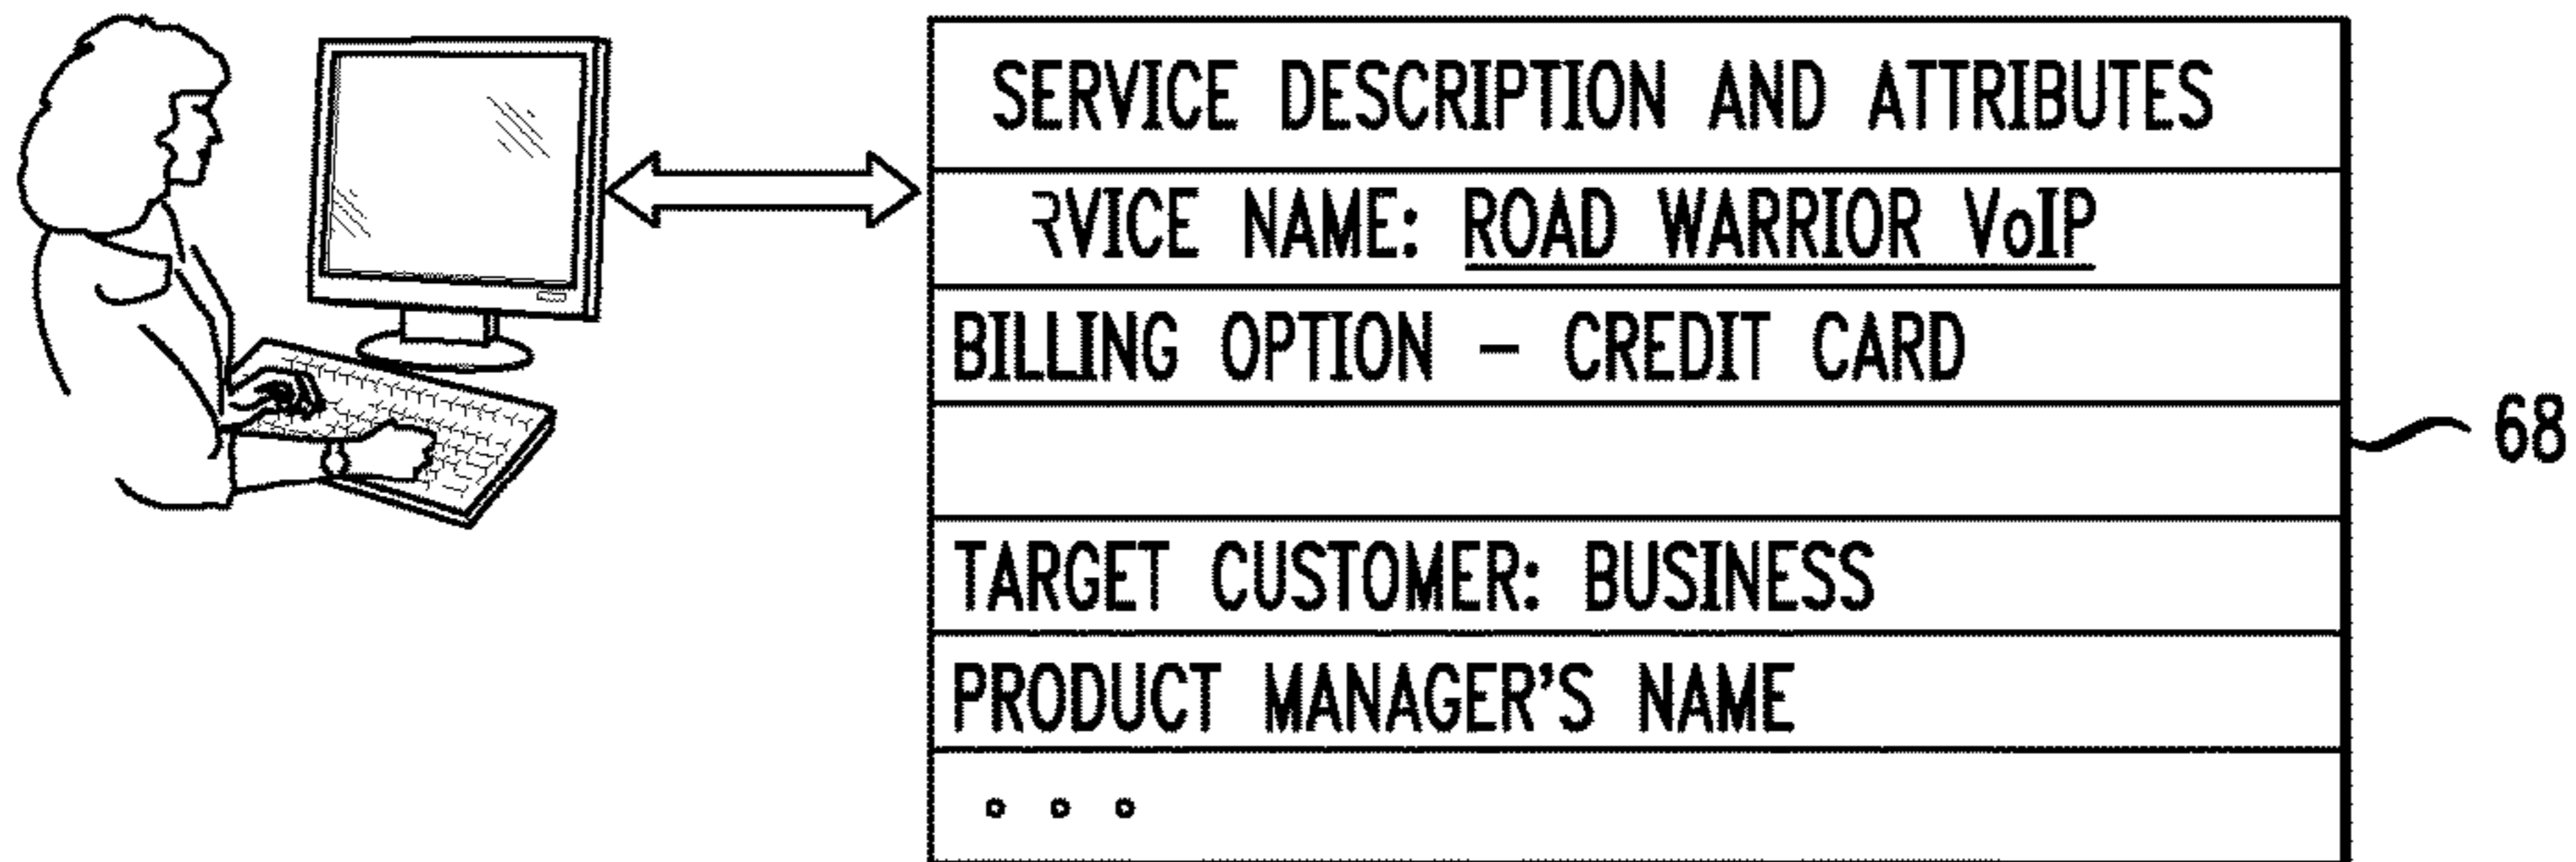 SERVICE DESCRIPTION AND ATTRIBUTES
RVICE NAME: ROAD WARRIOR VoIP
BILLING OPTION – CREDIT CARD
68
TARGET CUSTOMER: BUSINESS
PRODUCT MANAGER'S NAME
∘ ∘ ∘